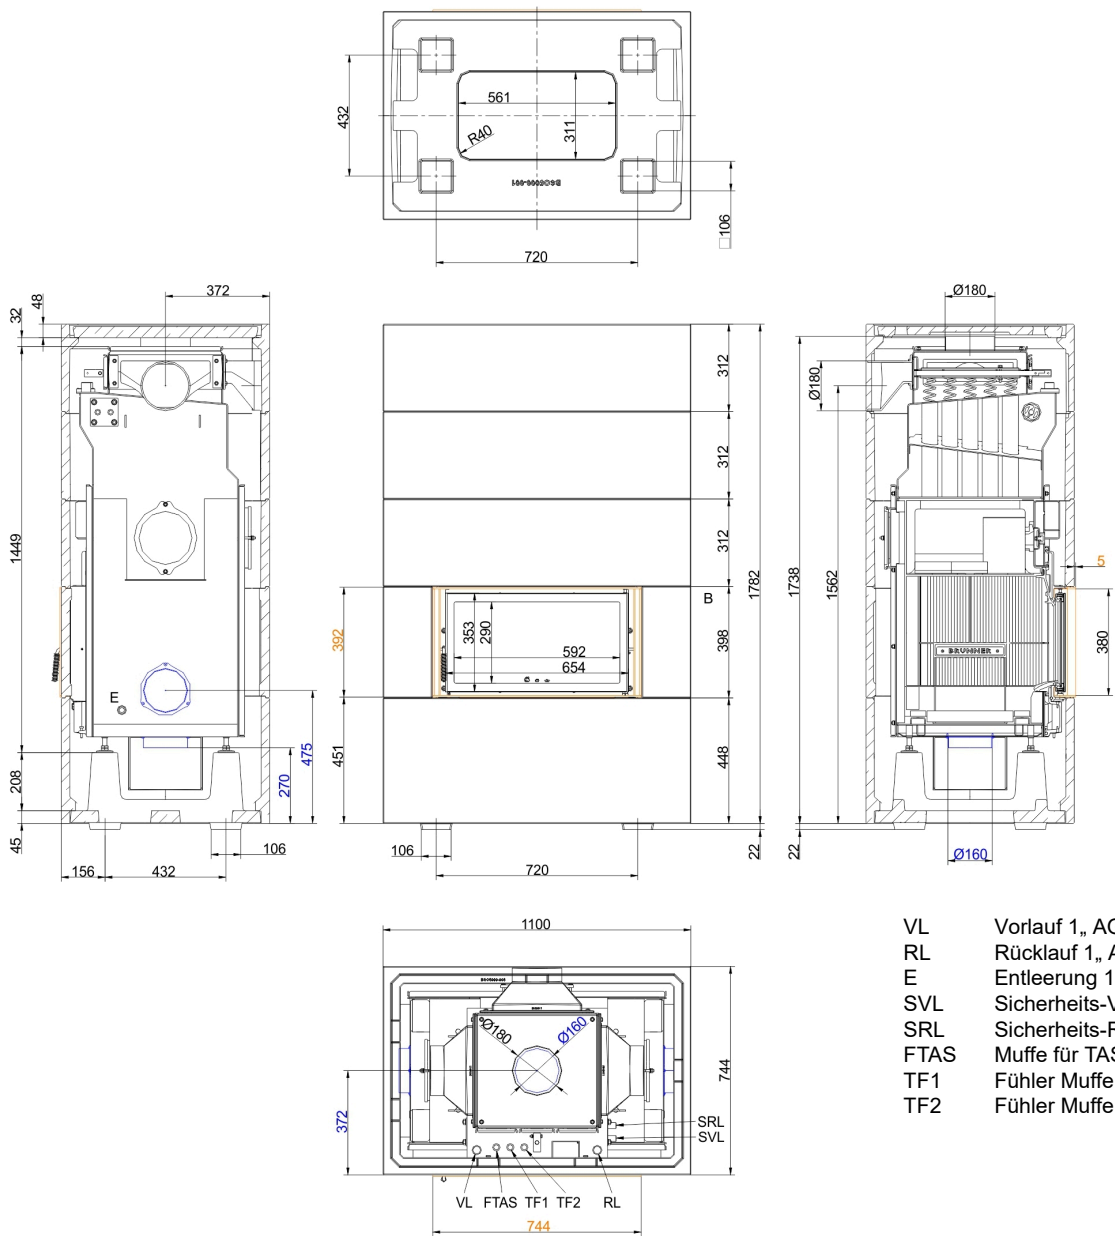 561
432
R40
311
BSO5000-001
□106
720
372
48
32
1449
208
45
E
475
270
106
156
432
312
312
312
1782
B
392
353
290
592
654
398
451
448
106
720
22
Ø180
Ø180
1738
1562
5
380
BRUNNER
22
Ø160
1100
Ø180
Ø160
372
744
SRL
SVL
VL FTAS TF1 TF2 RL
744
VL Vorlauf 1„ AG
RL Rücklauf 1„ A
E Entleerung 1
SVL Sicherheits-V
SRL Sicherheits-R
FTAS Muffe für TAS
TF1 Fühler Muffe
TF2 Fühler Muffe